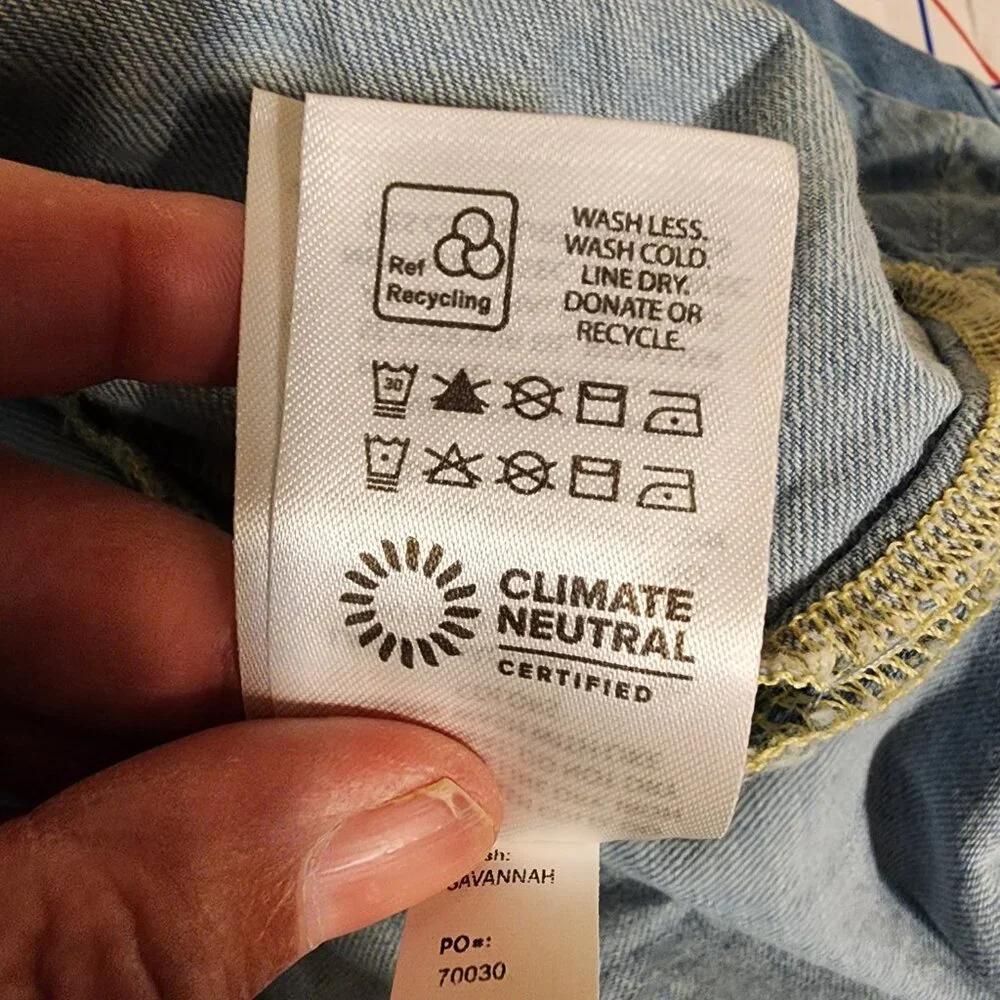 Ref
Recycling
WASH LESS.
WASH COLD.
LINE DRY.
DONATE OR
RECYCLE.
30
CLIMATE
NEUTRAL
CERTIFIED
SAVANNAH
PO#:
70030